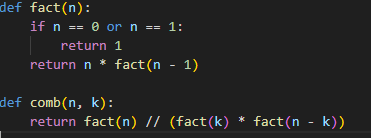 def fact(n):
    if n == 0 or n == 1:
        return 1
    return n * fact(n - 1)

def comb(n, k):
    return fact(n) // (fact(k) * fact(n - k))